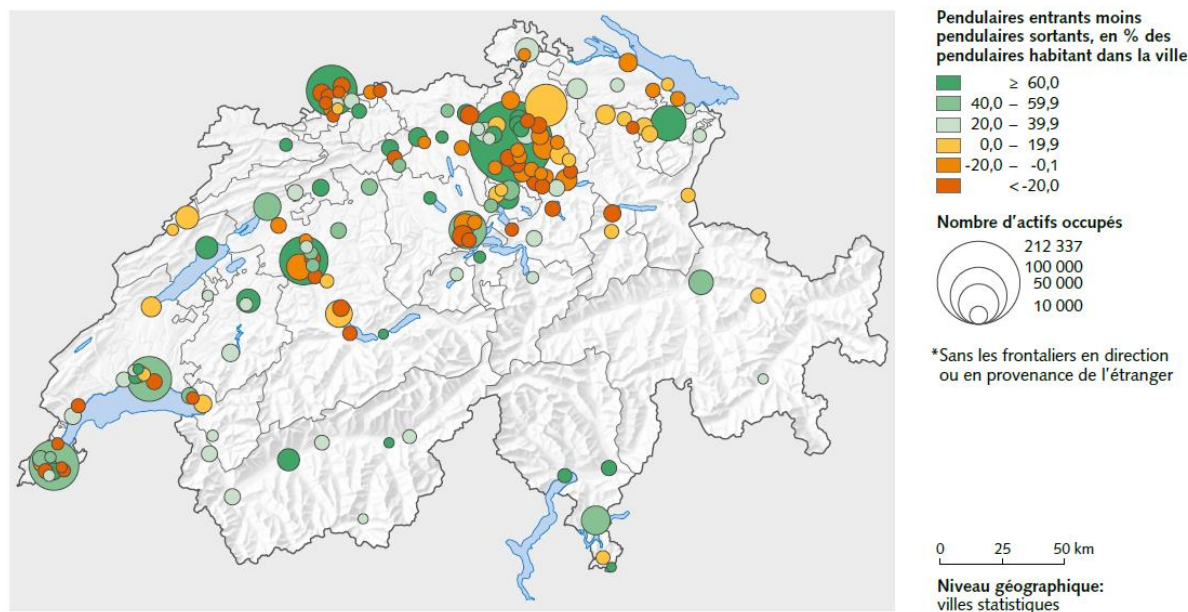 Pendulaires entrants moins
pendulaires sortants, en % des
pendulaires habitant dans la ville
≥ 60,0
40,0 – 59,9
20,0 – 39,9
0,0 – 19,9
-20,0 – -0,1
< -20,0
Nombre d'actifs occupés
212 337
100 000
50 000
10 000
*Sans les frontaliers en direction
ou en provenance de l'étranger
0 25 50 km
Niveau géographique:
villes statistiques